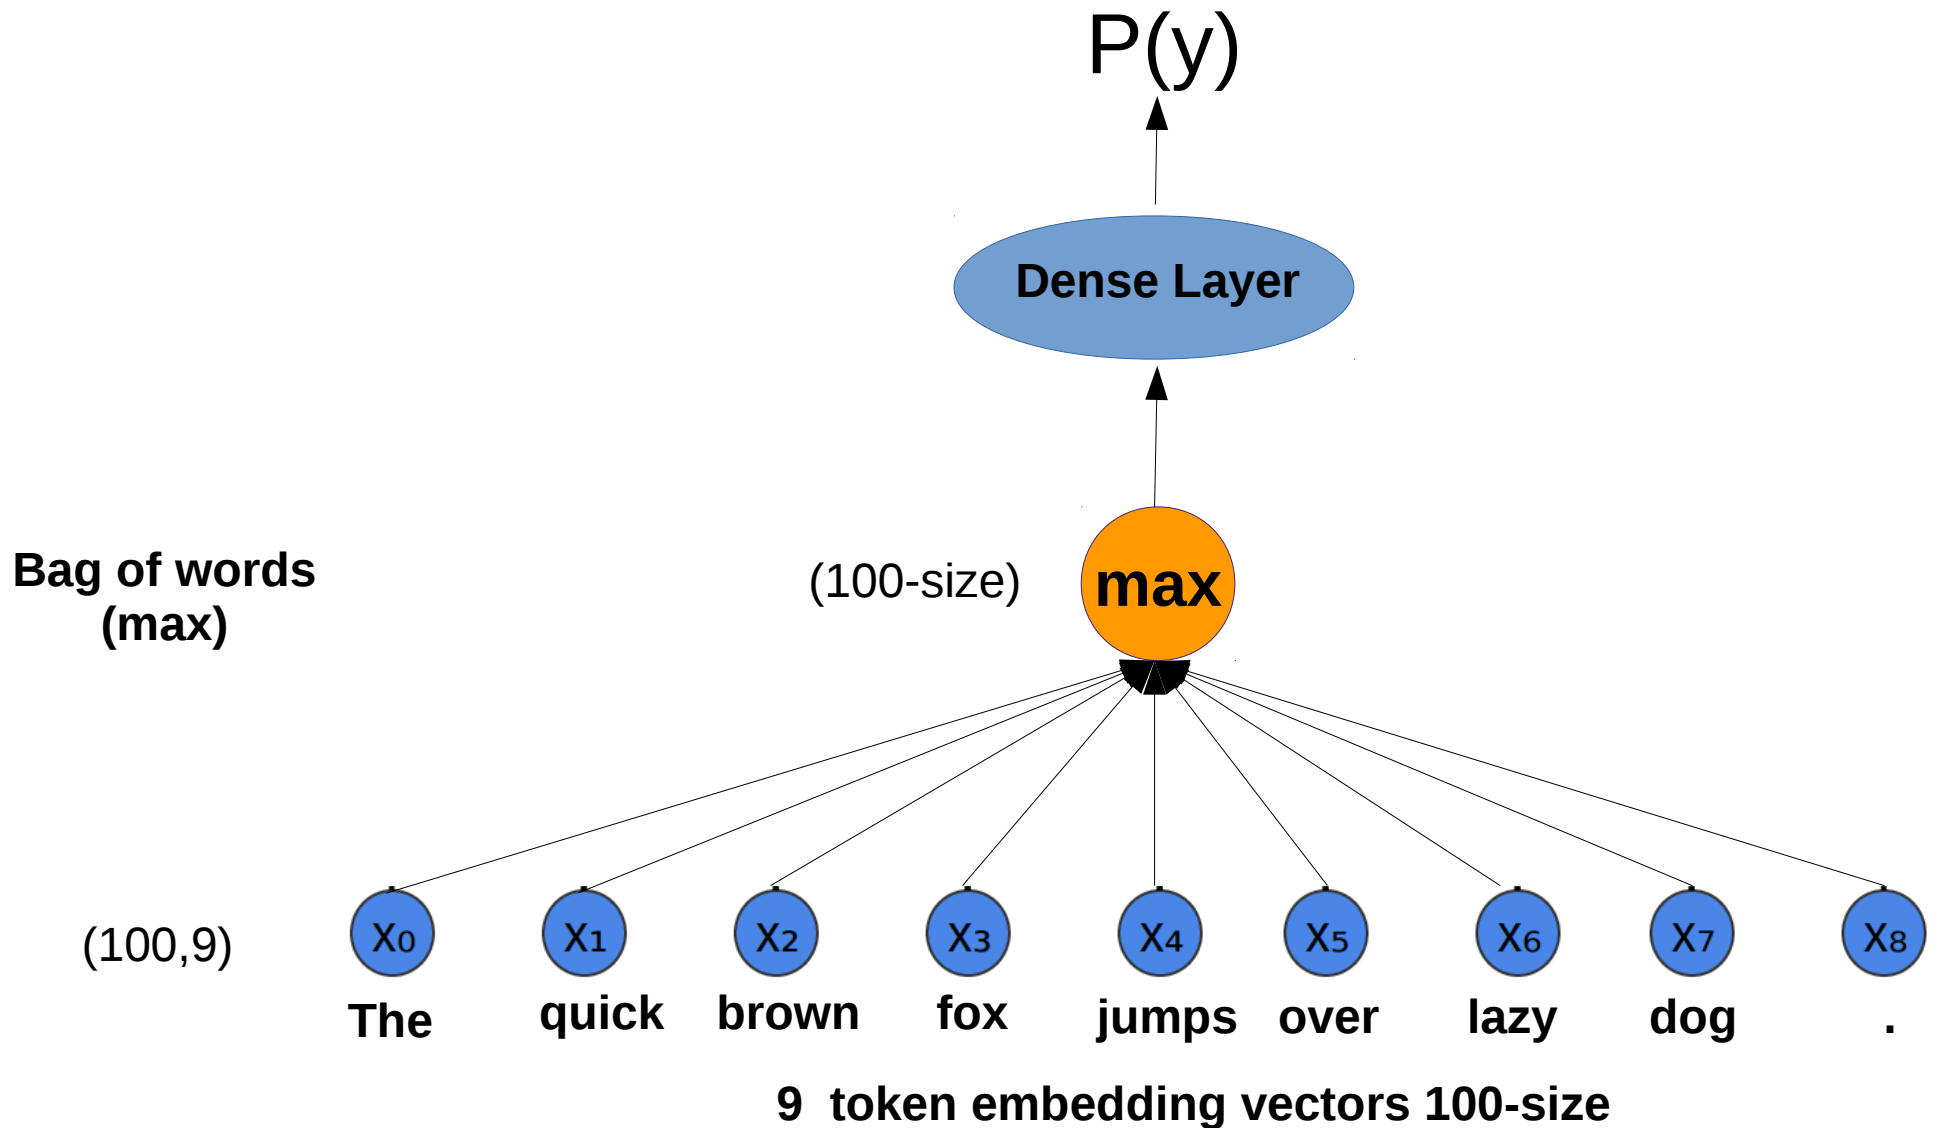 P(y)
Dense Layer
Bag of words
(max)
(100-size)
max
(100,9)
X0 X1 X2 X3 X4 X5 X6 X7 X8
The quick brown fox jumps over lazy dog .
9 token embedding vectors 100-size